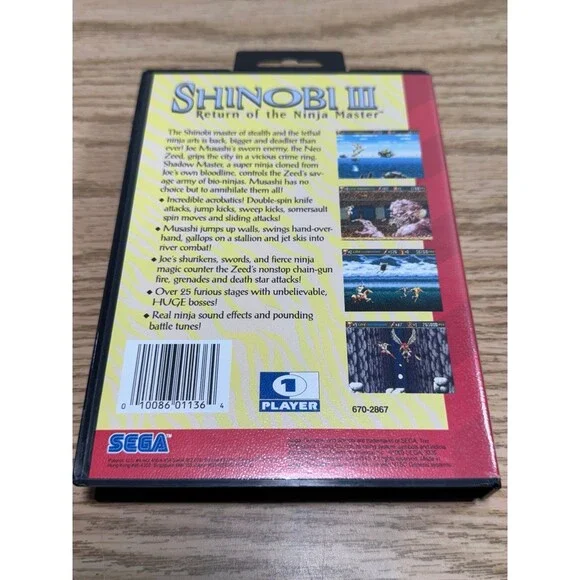 SHINOBI III
Return of the Ninja Master™
The Shinobi master of stealth and the lethal
ninja arts is back, bigger and deadlier than
ever! Joe Musashi's sworn enemy, the Neo
Zeed, grips the city in a vicious crime ring.
Shadow Master, a super ninja cloned from
Joe's own bloodline, controls the Zeed's sav-
age army of bio-ninjas. Musashi has no
choice but to annihilate them all!
• Incredible acrobatics! Double-spin knife
attacks, jump kicks, sweep kicks, somersault
spin moves and sliding attacks!
• Musashi jumps up walls, swings hand-over-
hand, gallops on a stallion and jet skis into
river combat!
• Joe's shurikens, swords, and fierce ninja
magic counter the Zeed's nonstop chain-gun
fire, grenades and death star attacks!
• Over 25 furious stages with unbelievable,
HUGE bosses!
• Real ninja sound effects and pounding
battle tunes!
0 10086 01136 4
1
PLAYER
670-2867
SEGA